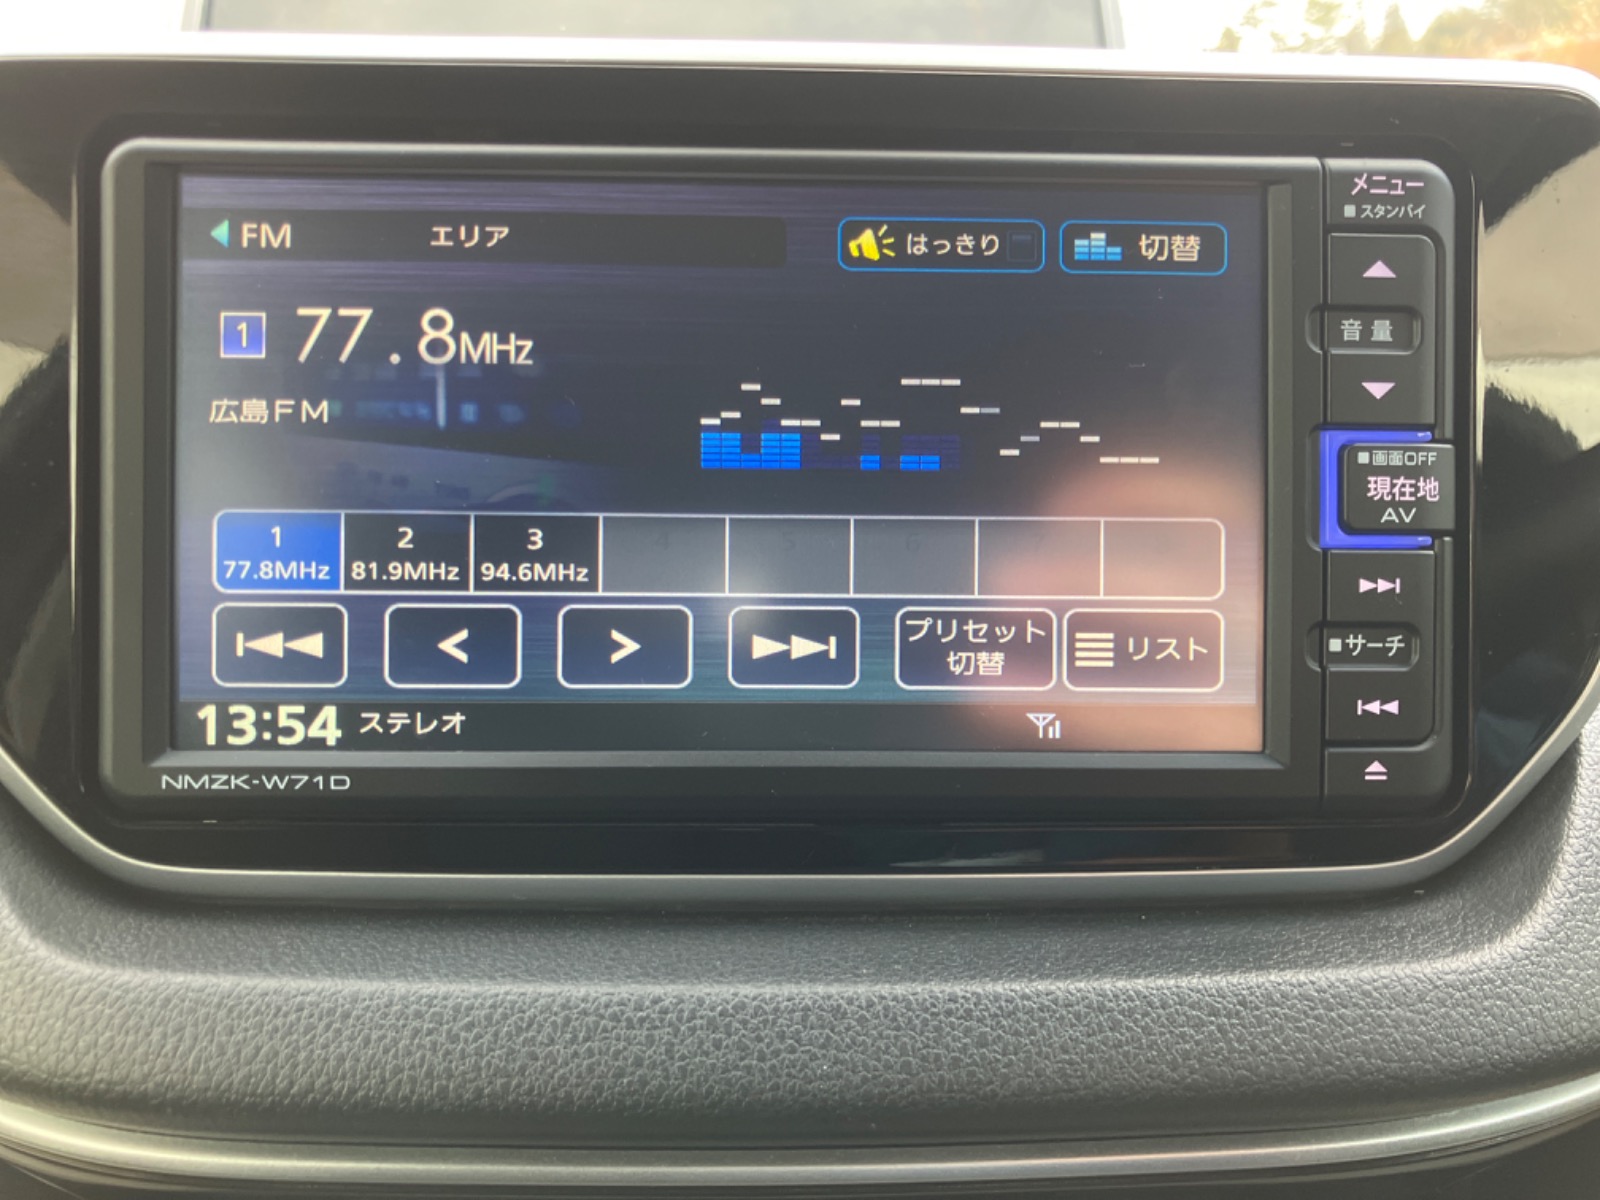 FM エリア はっきり 切替
1 77.8MHz
広島FM
1 2 3
77.8MHz 81.9MHz 94.6MHz
< > プリセット 切替 リスト
13:54 ステレオ
NMZK-W71D
メニュー
スタンバイ
音量
画面OFF
現在地
AV
サーチ